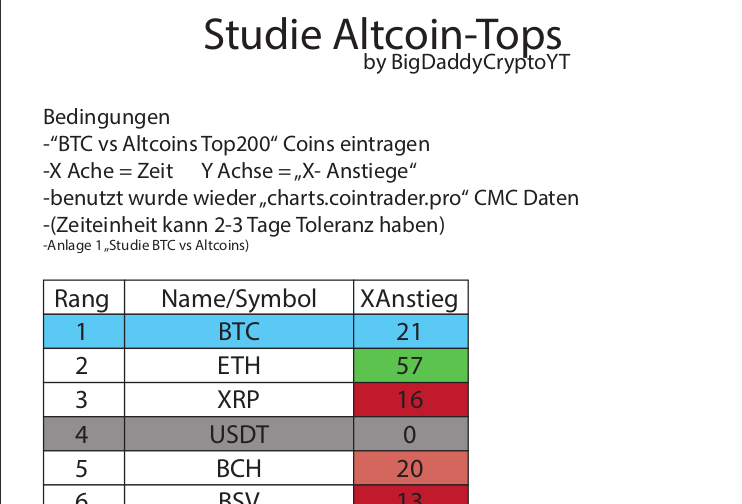 Studie Altcoin-Tops
by BigDaddyCryptoYT
Bedingungen
-“BTC vs Altcoins Top200“ Coins eintragen
-X Ache = Zeit Y Achse = „X- Anstiege“
-benutzt wurde wieder „charts.cointrader.pro“ CMC Daten
-(Zeiteinheit kann 2-3 Tage Toleranz haben)
-Anlage 1 „Studie BTC vs Altcoins)
Rang Name/Symbol XAnstieg
1 BTC 21
2 ETH 57
3 XRP 16
4 USDT 0
5 BCH 20
6 BSV 13